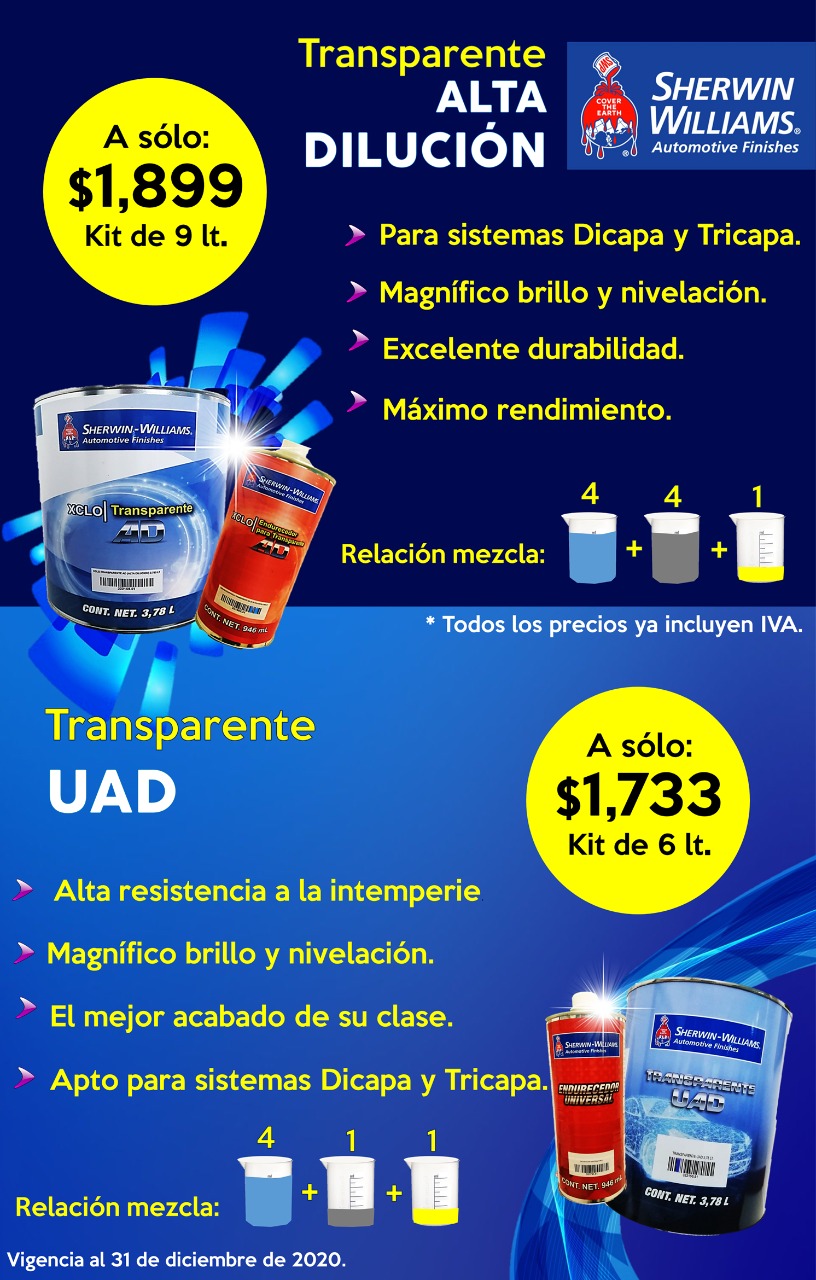 Transparente
ALTA
DILUCIÓN
COVER
THE
EARTH
SHERWIN
WILLIAMS®
Automotive Finishes
A sólo:
$1,899
Kit de 9 lt.
Para sistemas Dicapa y Tricapa.
Magnífico brillo y nivelación.
Excelente durabilidad.
Máximo rendimiento.
SHERWIN-WILLIAMS.
Automotive Finishes
XCLO Transparente
AD
CONT. NET. 3,78 L
SHERWIN-WILLIAMS
Automotive Finishes
XCLO Endurecedor
para Transparente
AD
CONT. NET. 946 mL
4 4 1
Relación mezcla: + +
* Todos los precios ya incluyen IVA.
Transparente
UAD
A sólo:
$1,733
Kit de 6 lt.
Alta resistencia a la intemperie
Magnífico brillo y nivelación.
El mejor acabado de su clase.
Apto para sistemas Dicapa y Tricapa.
SHERWIN-WILLIAMS.
Automotive Finishes
ENDURECEDOR
UNIVERSAL
CONT. NET. 946 mL
SHERWIN-WILLIAMS.
Automotive Finishes
TRANSPARENTE
UAD
CONT. NET. 3,78 L
4 1 1
Relación mezcla: + +
Vigencia al 31 de diciembre de 2020.